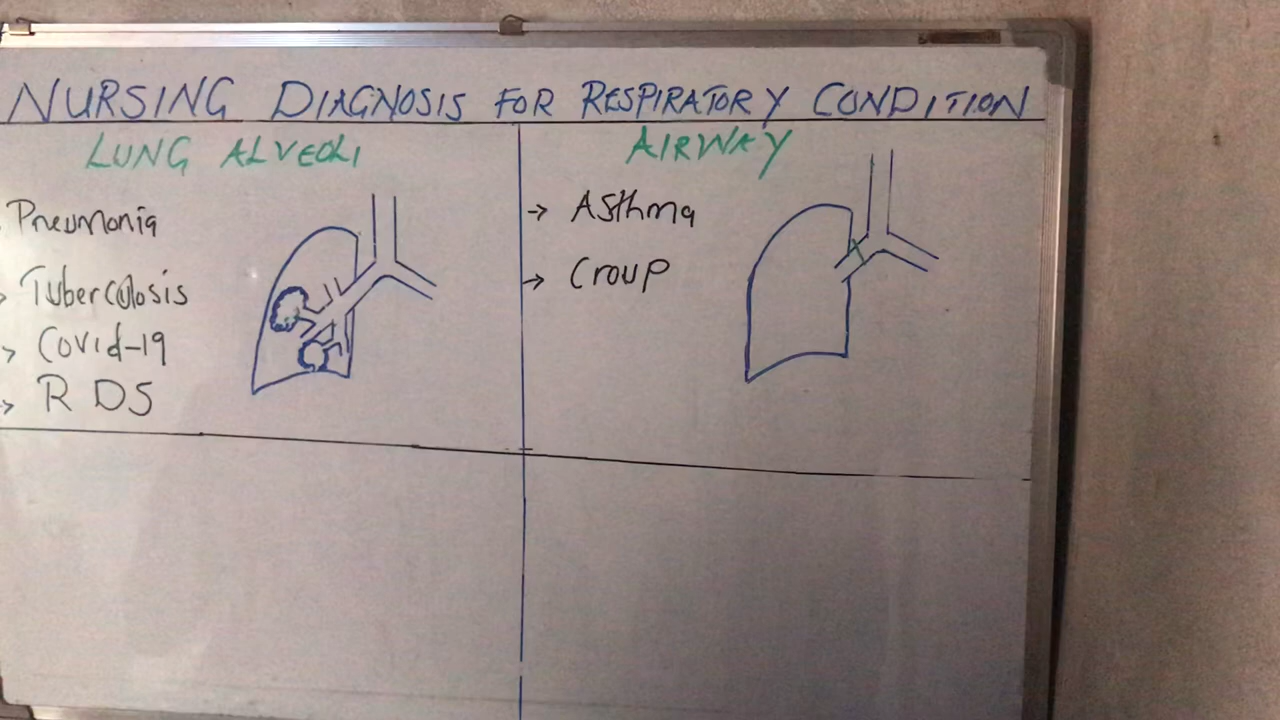 NURSING DIAGNOSIS FOR RESPIRATORY CONDITION
LUNG ALVEOLI
Pneumonia
→ Tuberculosis
→ Covid-19
→ RDS
AIRWAY
→ Asthma
→ Croup